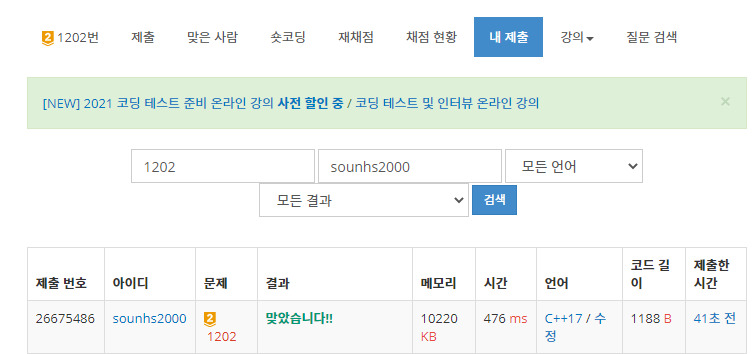 2 1202번 제출 맞은 사람 숏코딩 재채점 채점 현황 내 제출 강의 질문 검색
[NEW] 2021 코딩 테스트 준비 온라인 강의 사전 할인 중 / 코딩 테스트 및 인터뷰 온라인 강의 ×
1202 sounhs2000 모든 언어
모든 결과 검색
제출 번호 아이디 문제 결과 메모리 시간 언어 코드 길이 제출한 시간
26675486 sounhs2000 2 1202 맞았습니다!! 10220 KB 476 ms C++17 / 수정 1188 B 41초 전